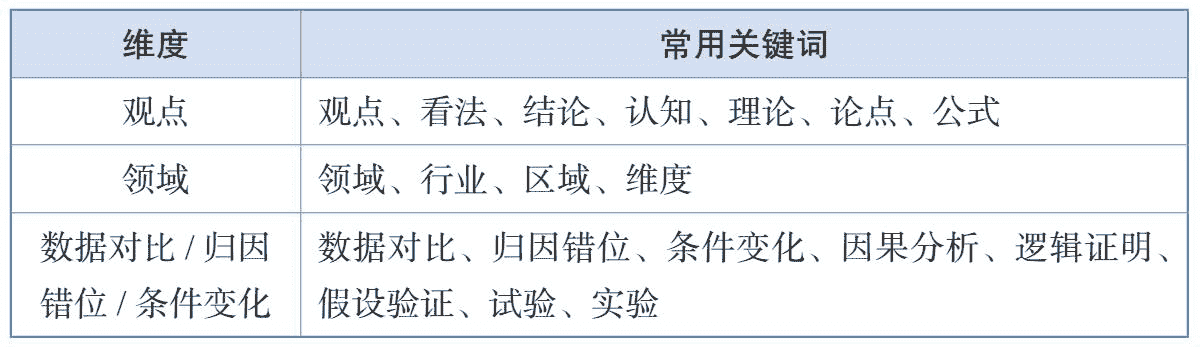 维度 常用关键词
观点 观点、看法、结论、认知、理论、论点、公式
领域 领域、行业、区域、维度
数据对比 / 归因 数据对比、归因错位、条件变化、因果分析、逻辑证明、
错位 / 条件变化 假设验证、试验、实验